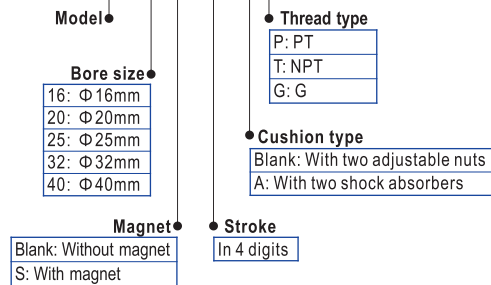 Model
Thread type
P: PT
T: NPT
G: G
Bore size
16: Φ16mm
20: Φ20mm
25: Φ25mm
32: Φ32mm
40: Φ40mm
Cushion type
Blank: With two adjustable nuts
A: With two shock absorbers
Magnet
Blank: Without magnet
S: With magnet
Stroke
In 4 digits